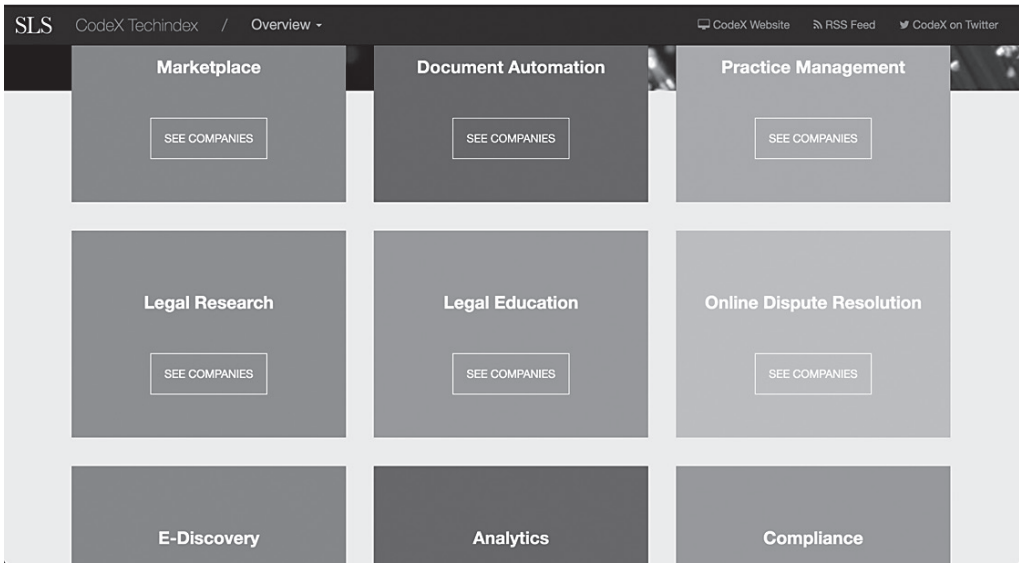 SLS CodeX Techindex / Overview CodeX Website RSS Feed CodeX on Twitter
Marketplace Document Automation Practice Management
SEE COMPANIES SEE COMPANIES SEE COMPANIES
Legal Research Legal Education Online Dispute Resolution
SEE COMPANIES SEE COMPANIES SEE COMPANIES
E-Discovery Analytics Compliance